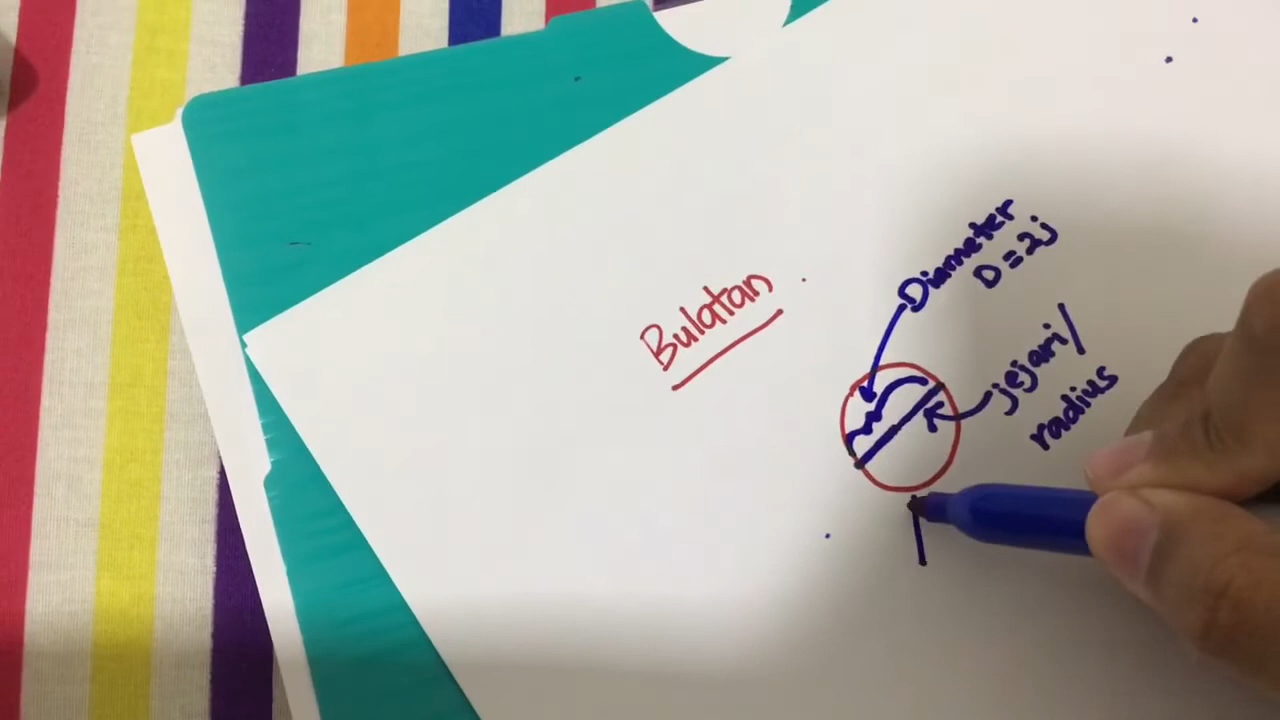 Bulatan
Diameter
D = 2j
jejari/
radius